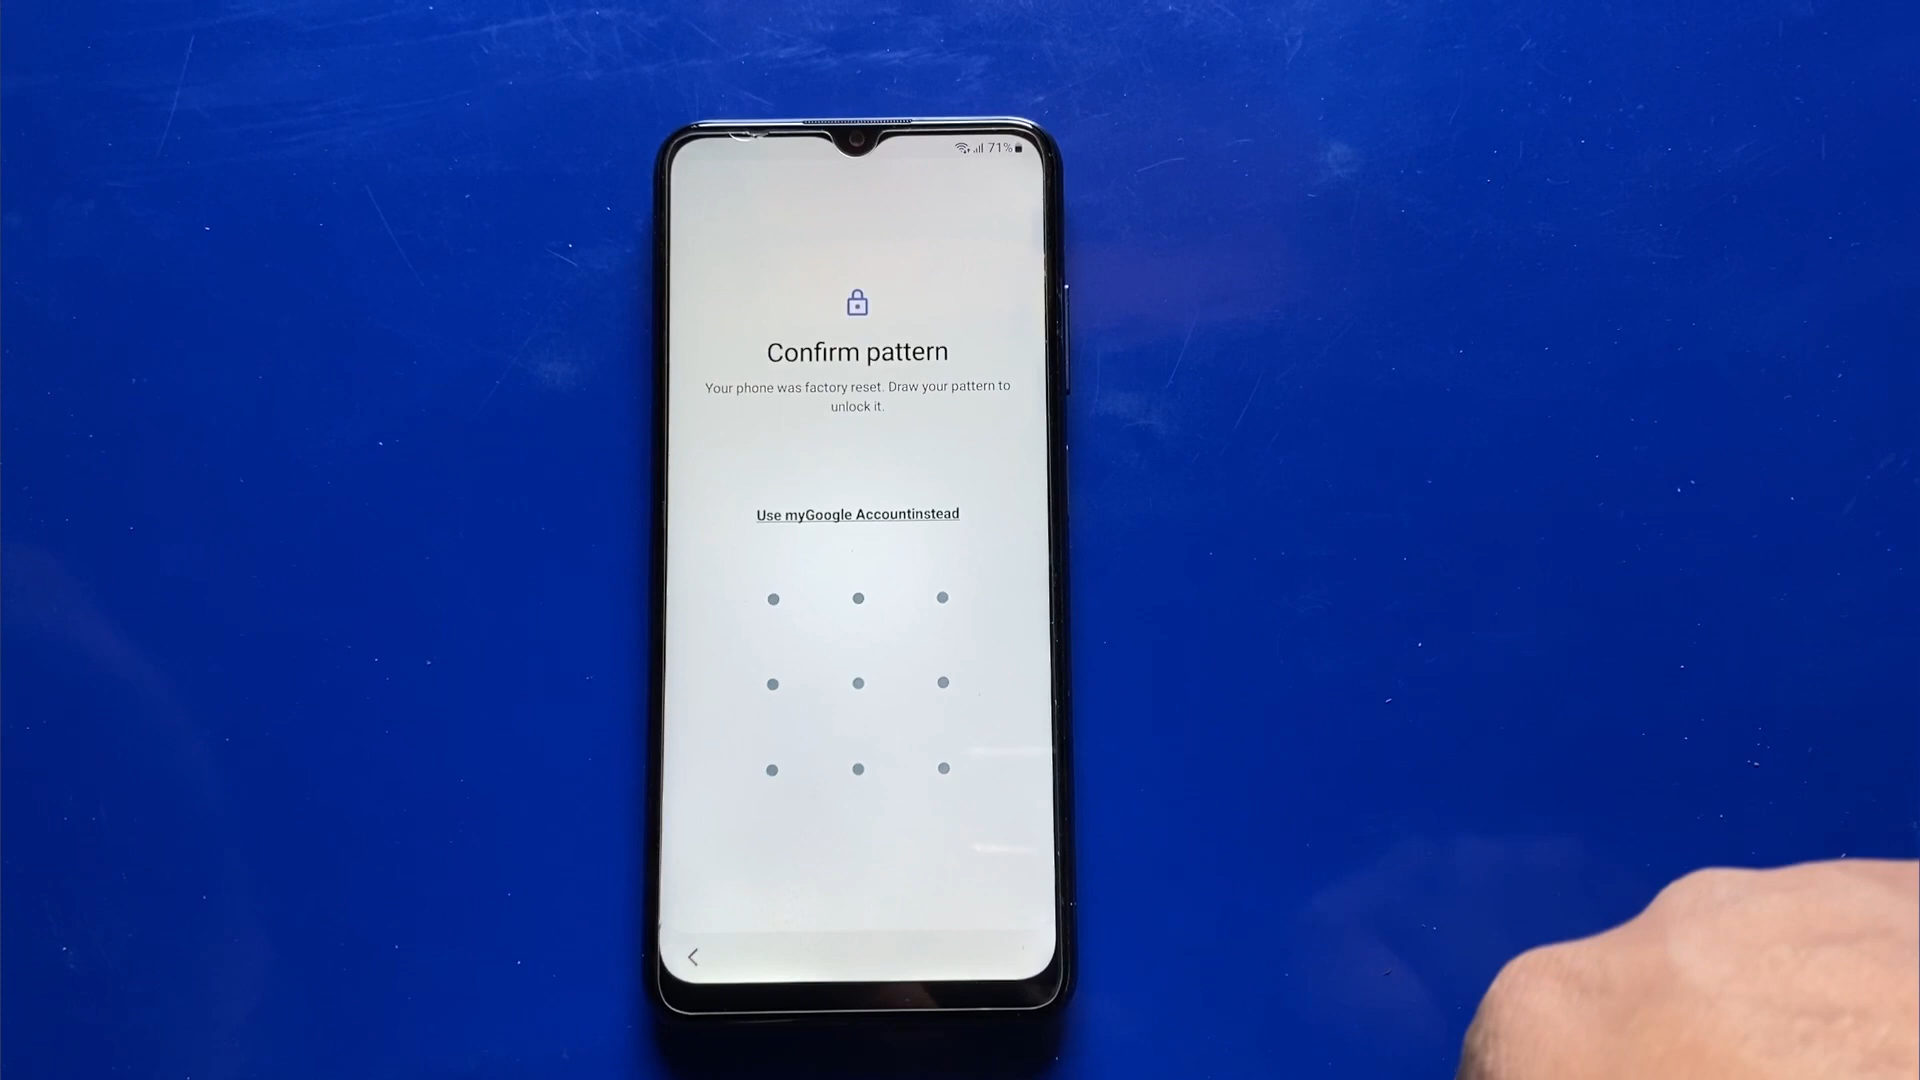 71%
Confirm pattern
Your phone was factory reset. Draw your pattern to
unlock it.
Use myGoogle Accountinstead